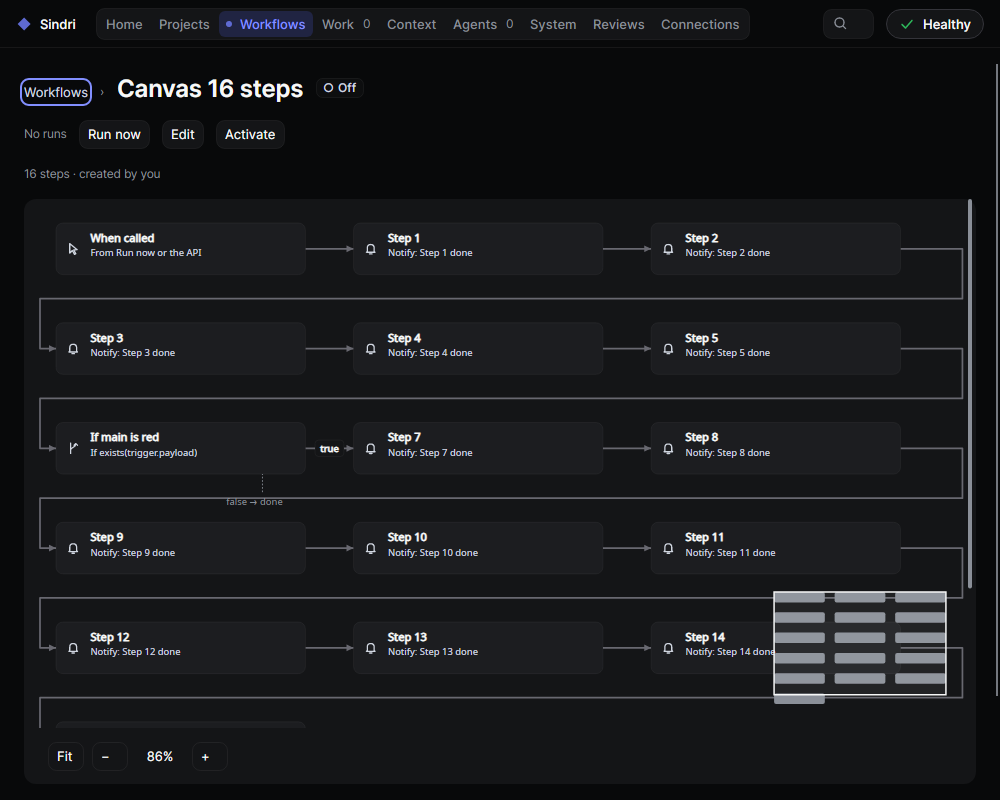 Sindri
Home Projects Workflows Work 0 Context Agents 0 System Reviews Connections
Healthy
Workflows › Canvas 16 steps Off
No runs Run now Edit Activate
16 steps · created by you
When called
From Run now or the API
Step 1
Notify: Step 1 done
Step 2
Notify: Step 2 done
Step 3
Notify: Step 3 done
Step 4
Notify: Step 4 done
Step 5
Notify: Step 5 done
If main is red
If exists(trigger.payload)
true
Step 7
Notify: Step 7 done
Step 8
Notify: Step 8 done
false → done
Step 9
Notify: Step 9 done
Step 10
Notify: Step 10 done
Step 11
Notify: Step 11 done
Step 12
Notify: Step 12 done
Step 13
Notify: Step 13 done
Step 14
Notify: Step 14 done
Fit − 86% +